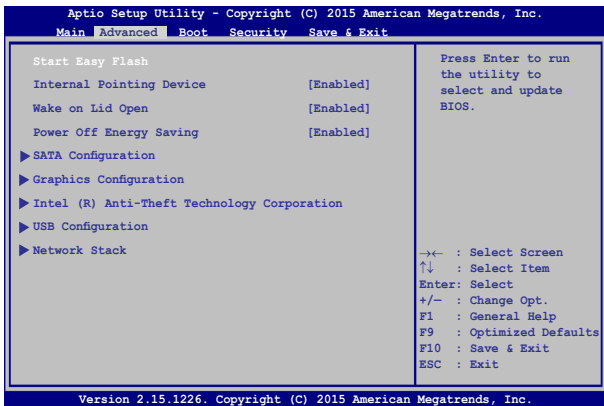 Aptio Setup Utility - Copyright (C) 2015 American Megatrends, Inc.
Main Advanced Boot Security Save & Exit
Start Easy Flash
Internal Pointing Device [Enabled]
Wake on Lid Open [Enabled]
Power Off Energy Saving [Enabled]
SATA Configuration
Graphics Configuration
Intel (R) Anti-Theft Technology Corporation
USB Configuration
Network Stack
Press Enter to run
the utility to
select and update
BIOS.
→← : Select Screen
↑↓ : Select Item
Enter: Select
+/— : Change Opt.
F1 : General Help
F9 : Optimized Defaults
F10 : Save & Exit
ESC : Exit
Version 2.15.1226. Copyright (C) 2015 American Megatrends, Inc.